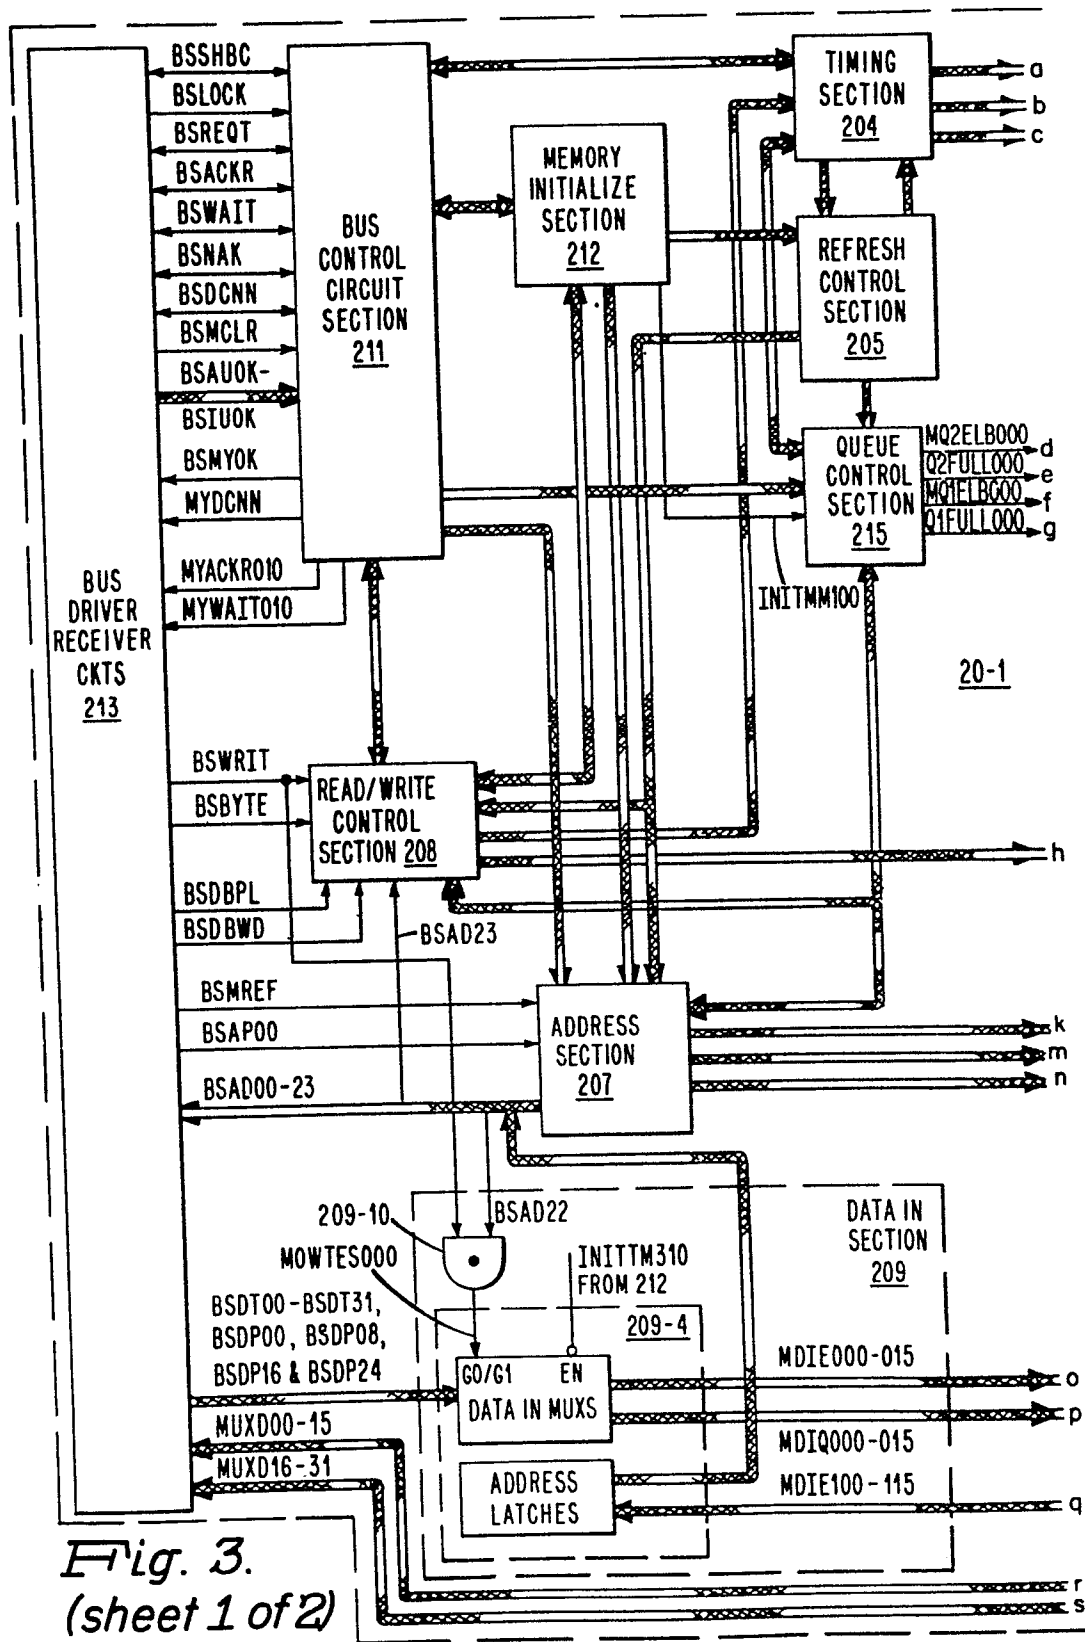 BSSHBC
BSLOCK
BSREQT
BSACKR
BSWAIT
BSNAK
BSDCNN
BSMCLR
BSAUOK-
BSIUOK
BSMYOK
MYDCNN
MYACKR010
MYWAIT010
BUS
DRIVER
RECEIVER
CKTS
213
BUS
CONTROL
CIRCUIT
SECTION
211
MEMORY
INITIALIZE
SECTION
212
TIMING
SECTION
204
a
b
c
REFRESH
CONTROL
SECTION
205
QUEUE
CONTROL
SECTION
215
MQ2ELB000
d
Q2FULL000
e
MQ1ELB000
f
Q1FULL000
g
INITMM100
20-1
BSWRIT
BSBYTE
READ/WRITE
CONTROL
SECTION 208
h
BSDBPL
BSDBWD
BSAD23
BSMREF
BSAP00
BSAD00-23
ADDRESS
SECTION
207
k
m
n
209-10
BSAD22
DATA IN
SECTION
209
MOWTES000
INITTM310
FROM 212
BSDT00-BSDT31,
BSDP00, BSDP08,
BSDP16 & BSDP24
209-4
G0/G1 EN
DATA IN MUXS
MDIE000-015
o
p
MUXD00-15
MUXD16-31
MDIQ000-015
ADDRESS
LATCHES
MDIE100-115
q
r
s
Fig. 3.
(sheet 1 of 2)